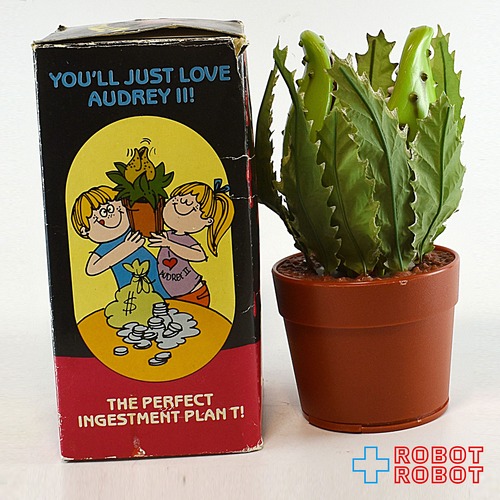 YOU'LL JUST LOVE
AUDREY II!
$
I ♥
AUDREY II
THE PERFECT
INGESTMENT PLAN T!
ROBOT
ROBOT